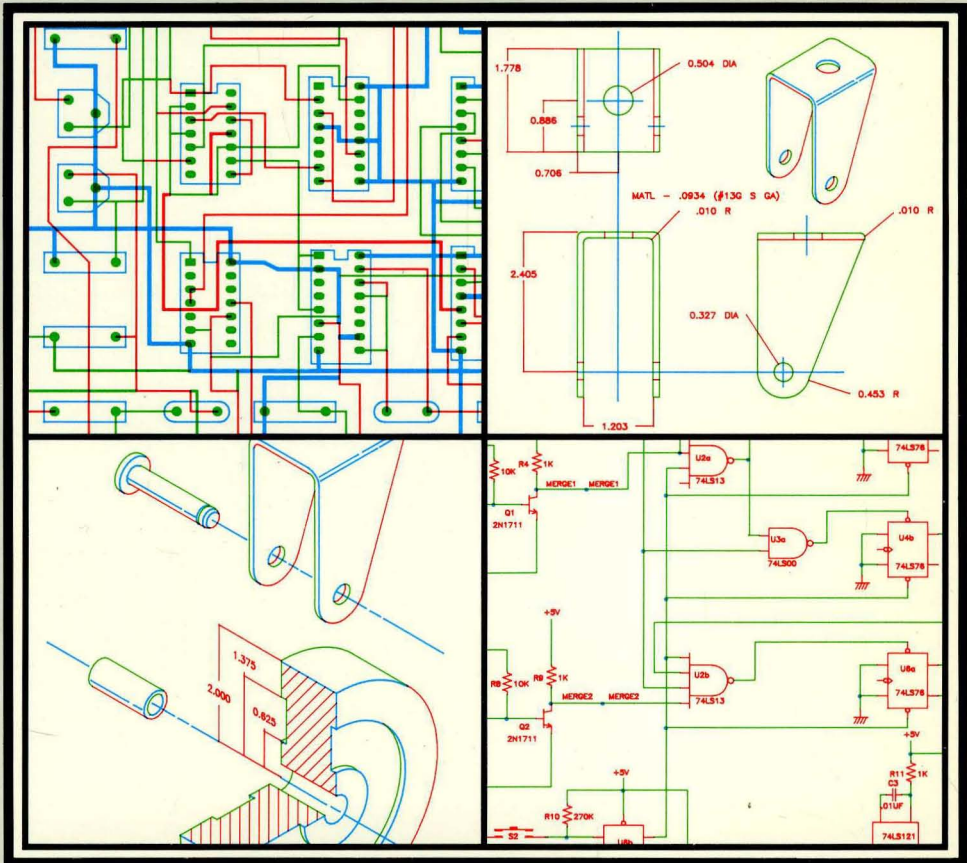 1.778
0.504 DIA
0.886
0.706
MATL - .0934 (#13G S GA)
.010 R
.010 R
2.405
0.327 DIA
0.453 R
1.203
1.375
2.000
0.625
10K
R4
1K
MERGE1
MERGE1
Q1
2N1711
U2a
74LS13
74LS76
U3a
74LS00
U4b
74LS76
+5V
R8
10K
R9
1K
MERGE2
MERGE2
Q2
2N1711
U2b
74LS13
U6a
74LS76
+5V
R11
1K
C3
.01UF
74LS121
+5V
R10
270K
S2